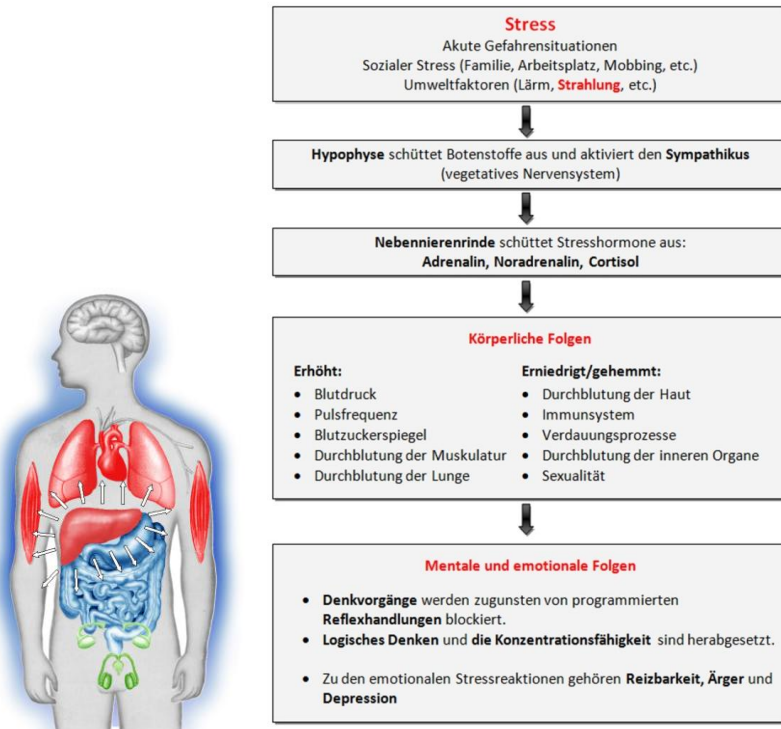 Stress
Akute Gefahrensituationen
Sozialer Stress (Familie, Arbeitsplatz, Mobbing, etc.)
Umweltfaktoren (Lärm, Strahlung, etc.)
Hypophyse schüttet Botenstoffe aus und aktiviert den Sympathikus
(vegetatives Nervensystem)
Nebennierenrinde schüttet Stresshormone aus:
Adrenalin, Noradrenalin, Cortisol
Körperliche Folgen
Erhöht:
• Blutdruck
• Pulsfrequenz
• Blutzuckerspiegel
• Durchblutung der Muskulatur
• Durchblutung der Lunge
Erniedrigt/gehemmt:
• Durchblutung der Haut
• Immunsystem
• Verdauungsprozesse
• Durchblutung der inneren Organe
• Sexualität
Mentale und emotionale Folgen
• Denkvorgänge werden zugunsten von programmierten
Reflexhandlungen blockiert.
• Logisches Denken und die Konzentrationsfähigkeit sind herabgesetzt.
• Zu den emotionalen Stressreaktionen gehören Reizbarkeit, Ärger und
Depression